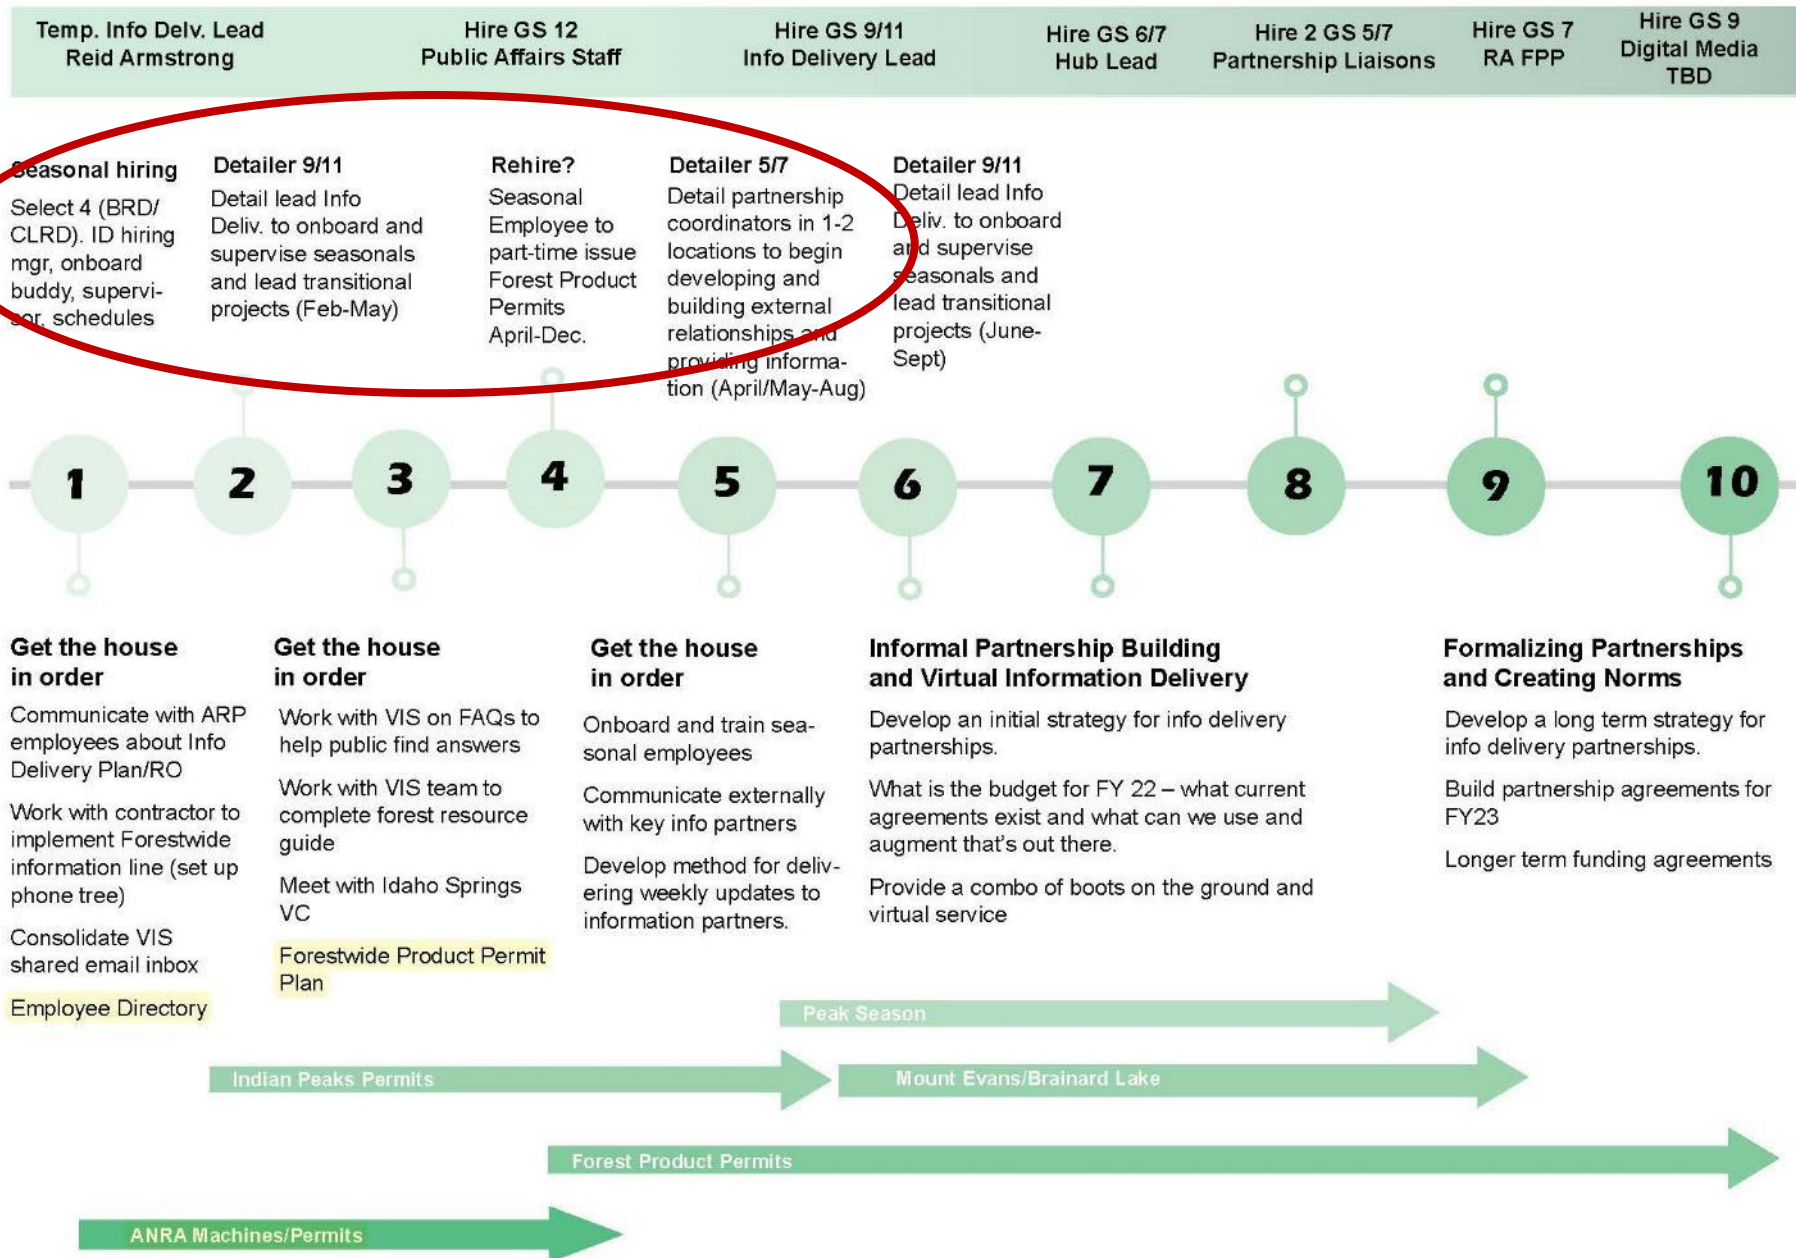 Temp. Info Delv. Lead
Reid Armstrong
Hire GS 12
Public Affairs Staff
Hire GS 9/11
Info Delivery Lead
Hire GS 6/7
Hub Lead
Hire 2 GS 5/7
Partnership Liaisons
Hire GS 7
RA FPP
Hire GS 9
Digital Media
TBD
Seasonal hiring
Select 4 (BRD/
CLRD). ID hiring
mgr, onboard
buddy, supervi-
sor, schedules
Detailer 9/11
Detail lead Info
Deliv. to onboard and
supervise seasonals
and lead transitional
projects (Feb-May)
Rehire?
Seasonal
Employee to
part-time issue
Forest Product
Permits
April-Dec.
Detailer 5/7
Detail partnership
coordinators in 1-2
locations to begin
developing and
building external
relationships and
providing informa-
tion (April/May-Aug)
Detailer 9/11
Detail lead Info
Deliv. to onboard
and supervise
seasonals and
lead transitional
projects (June-
Sept)
1
2
3
4
5
6
7
8
9
10
Get the house
in order
Communicate with ARP
employees about Info
Delivery Plan/RO
Work with contractor to
implement Forestwide
information line (set up
phone tree)
Consolidate VIS
shared email inbox
Employee Directory
Get the house
in order
Work with VIS on FAQs to
help public find answers
Work with VIS team to
complete forest resource
guide
Meet with Idaho Springs
VC
Forestwide Product Permit
Plan
Get the house
in order
Onboard and train sea-
sonal employees
Communicate externally
with key info partners
Develop method for deliv-
ering weekly updates to
information partners.
Informal Partnership Building
and Virtual Information Delivery
Develop an initial strategy for info delivery
partnerships.
What is the budget for FY 22 – what current
agreements exist and what can we use and
augment that's out there.
Provide a combo of boots on the ground and
virtual service
Formalizing Partnerships
and Creating Norms
Develop a long term strategy for
info delivery partnerships.
Build partnership agreements for
FY23
Longer term funding agreements
Peak Season
Indian Peaks Permits
Mount Evans/Brainard Lake
Forest Product Permits
ANRA Machines/Permits